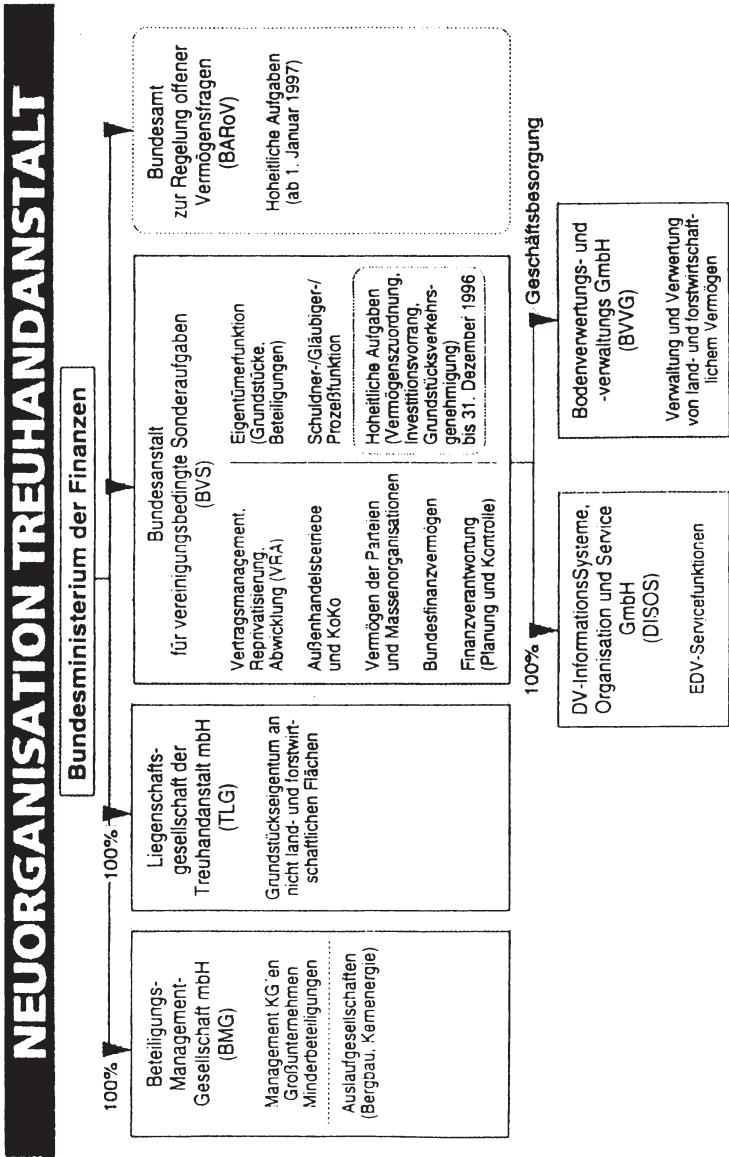 NEUORGANISATION TREUHANDANSTALT
Bundesministerium der Finanzen
100%
100%
Beteiligungs-
Management-
Gesellschaft mbH
(BMG)
Management KG'en
Großunternehmen
Minderbeteiligungen
Auslaufgesellschaften
(Bergbau, Kernenergie)
Liegenschafts-
gesellschaft der
Treuhandanstalt mbH
(TLG)
Grundstückseigentum an
nicht land- und forstwirt-
schaftlichen Flächen
Bundesanstalt
für vereinigungsbedingte Sonderaufgaben
(BVS)
Vertragsmanagement,
Reprivatisierung,
Abwicklung (VRA)
Außenhandelsbetriebe
und KoKo
Vermögen der Parteien
und Massenorganisationen
Bundesfinanzvermögen
Finanzverantwortung
(Planung und Kontrolle)
Eigentümerfunktion
(Grundstücke,
Beteiligungen)
Schuldner-/Gläubiger-/
Prozeßfunktion
Hoheitliche Aufgaben
(Vermögenszuordnung,
Investitionsvorrang,
Grundstücksverkehrs-
genehmigung)
bis 31. Dezember 1996
Bundesamt
zur Regelung offener
Vermögensfragen
(BARoV)
Hoheitliche Aufgaben
(ab 1. Januar 1997)
100%
Geschäftsbesorgung
DV-InformationsSysteme,
Organisation und Service
GmbH
(DISOS)
EDV-Servicefunktionen
Bodenverwertungs- und
-verwaltungs GmbH
(BVVG)
Verwaltung und Verwertung
von land- und forstwirtschaft-
lichem Vermögen